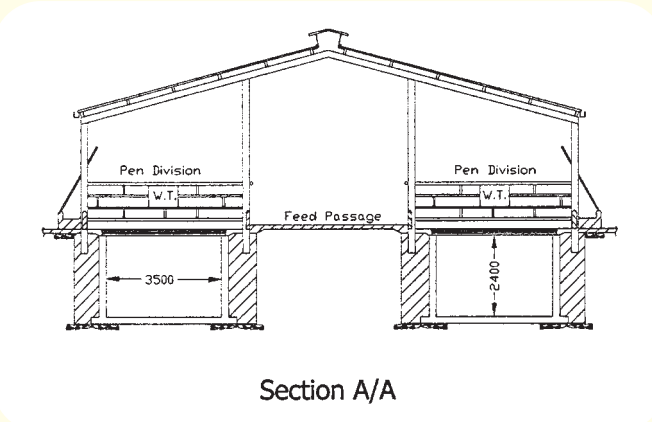 Pen Division
Pen Division
W.T.
W.T.
Feed Passage
3500
2400
Section A/A